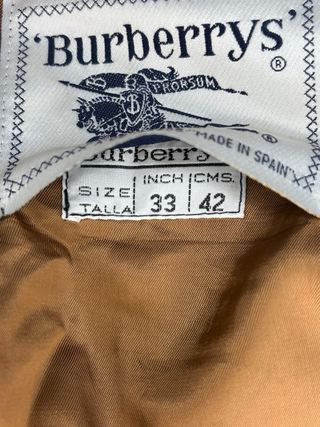 'Burberrys'
®
PRORSUM
MADE IN SPAIN
Burberrys
INCH CMS.
SIZE
TALLA 33 42